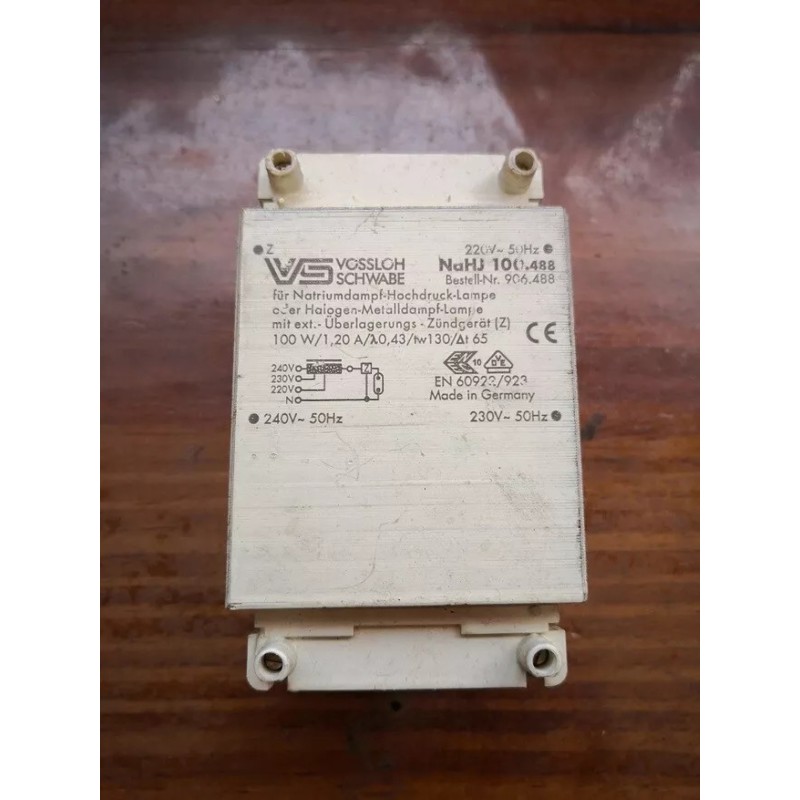 Z 220V~ 50Hz
VS VOSSLOH SCHWABE NaHJ 100.488
Bestell-Nr. 906.488
für Natriumdampf-Hochdruck-Lampe
oder Halogen-Metalldampf-Lampe
mit ext.- Überlagerungs - Zündgerät (Z)
100 W/1,20 A/λ0,43/tw130/Δt 65
CE
240V
230V
220V
N
Z
10
VDE
EN 60922/923
Made in Germany
240V~ 50Hz 230V~ 50Hz